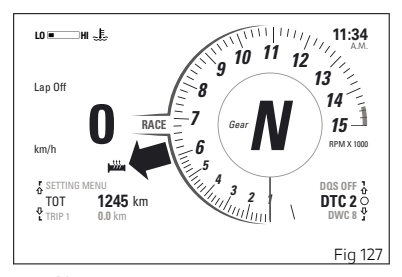 LO HI
11:34
A.M.
Lap Off
0
km/h
RACE
Gear
N
1
2
3
4
5
6
7
8
9
10
11
12
13
14
15
RPM X 1000
SETTING MENU
TOT 1245 km
TRIP 1 0.0 km
DQS OFF
DTC 2
DWC 8
Fig 127